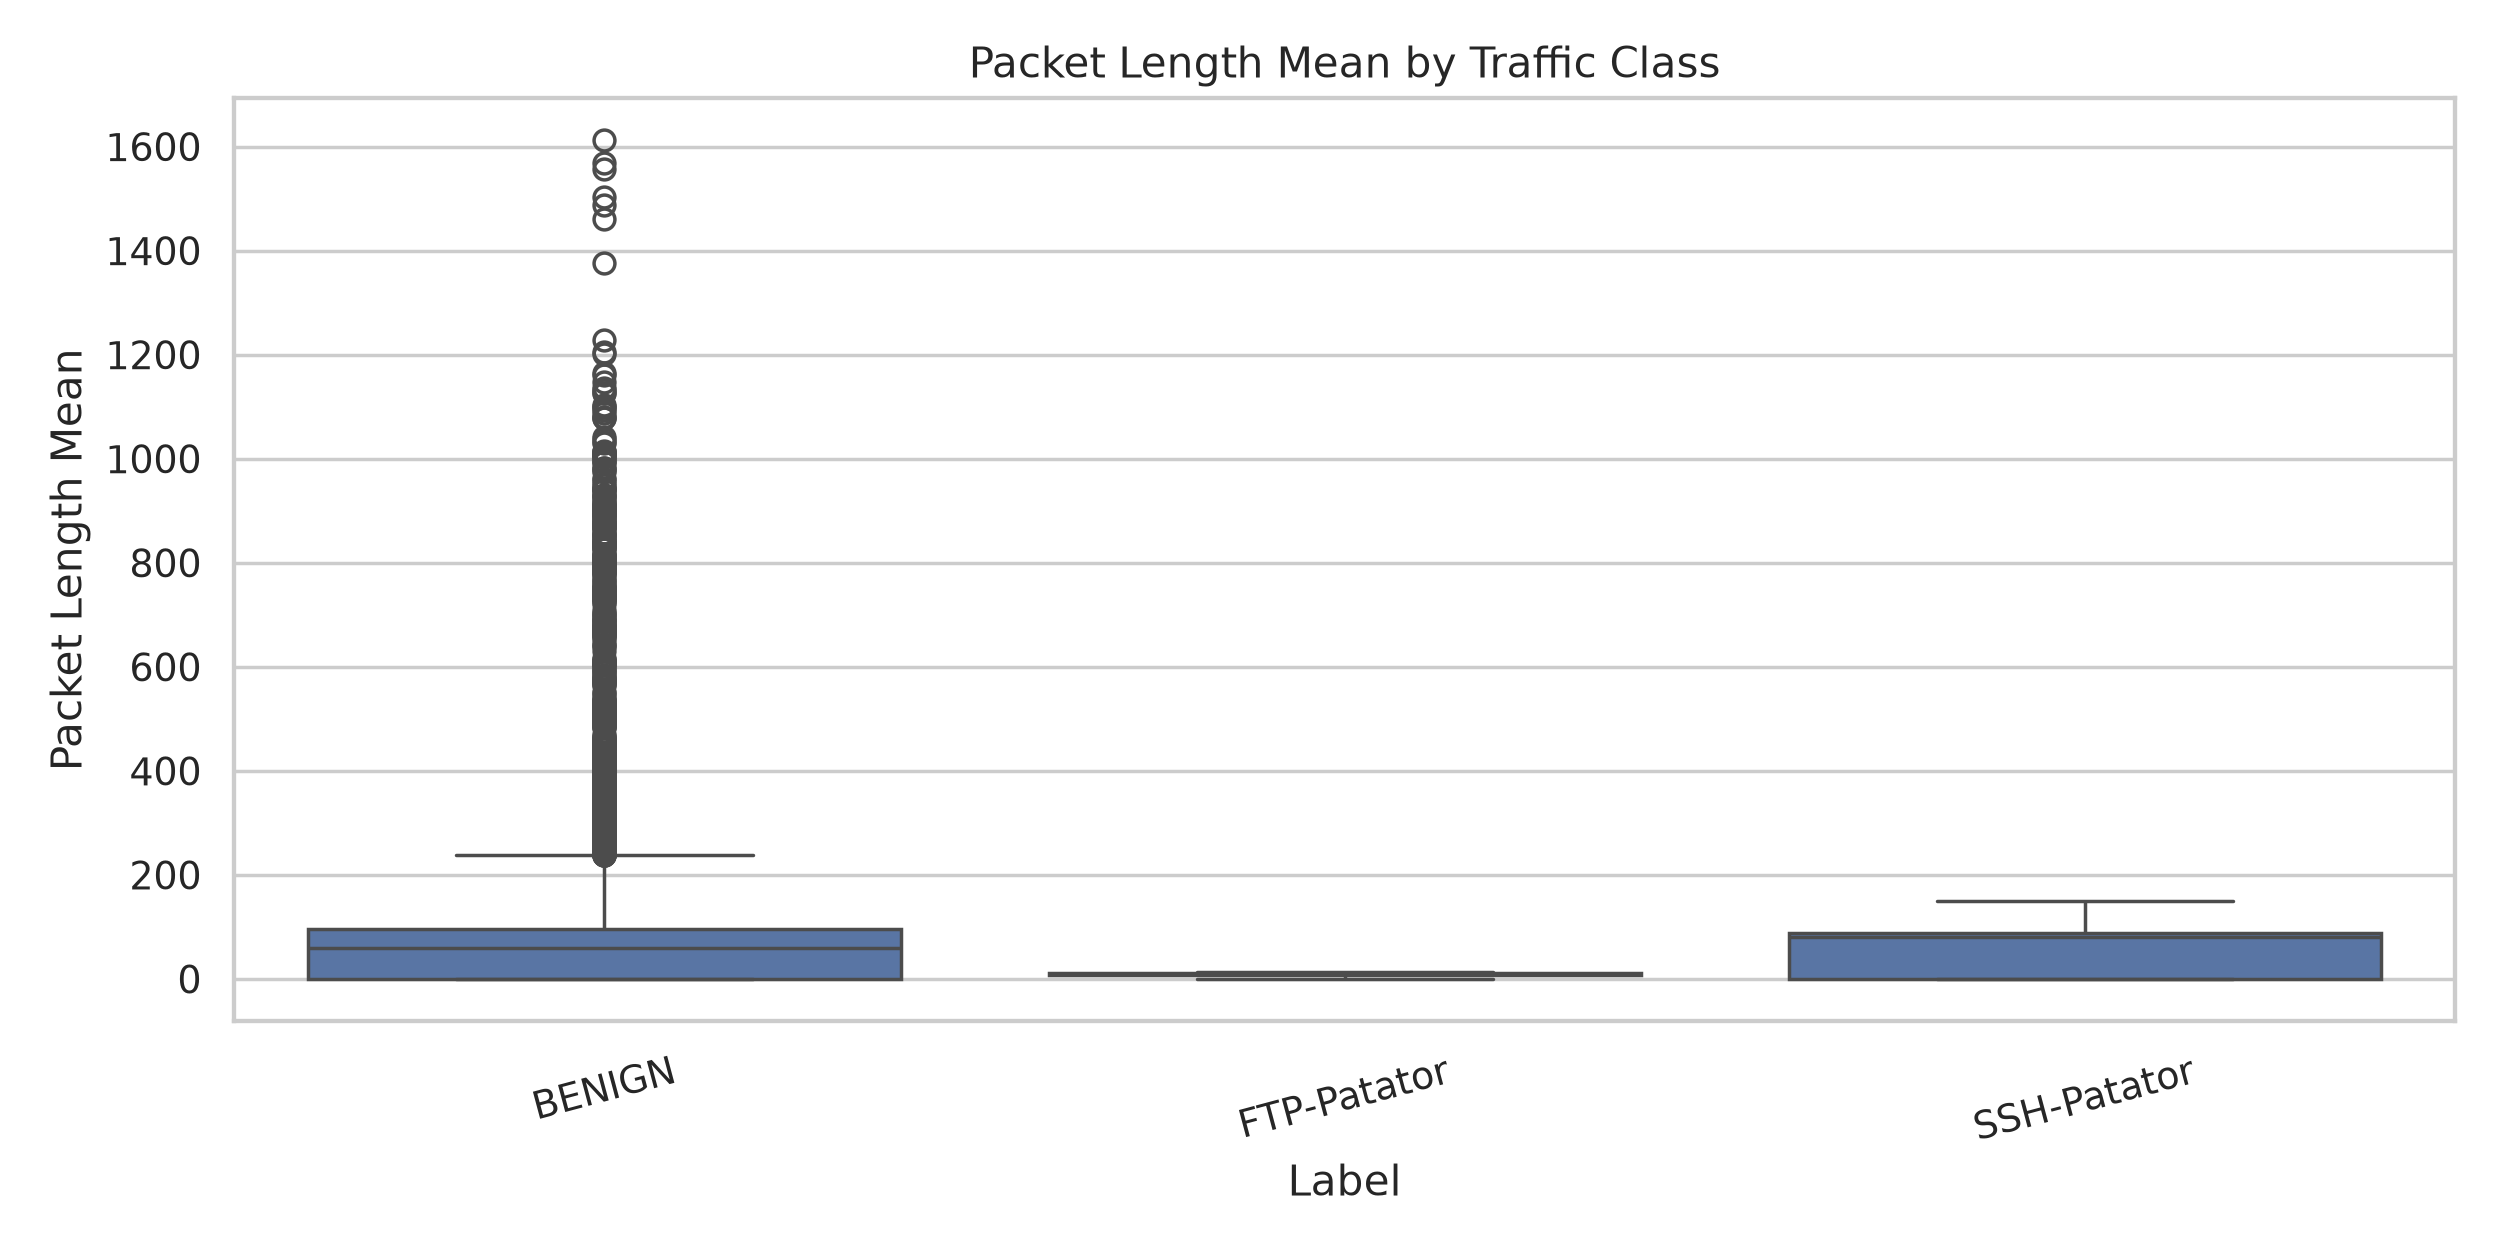 Packet Length Mean by Traffic Class
1600
1400
1200
1000
800
600
400
200
0
Packet Length Mean
BENIGN
FTP-Patator
SSH-Patator
Label